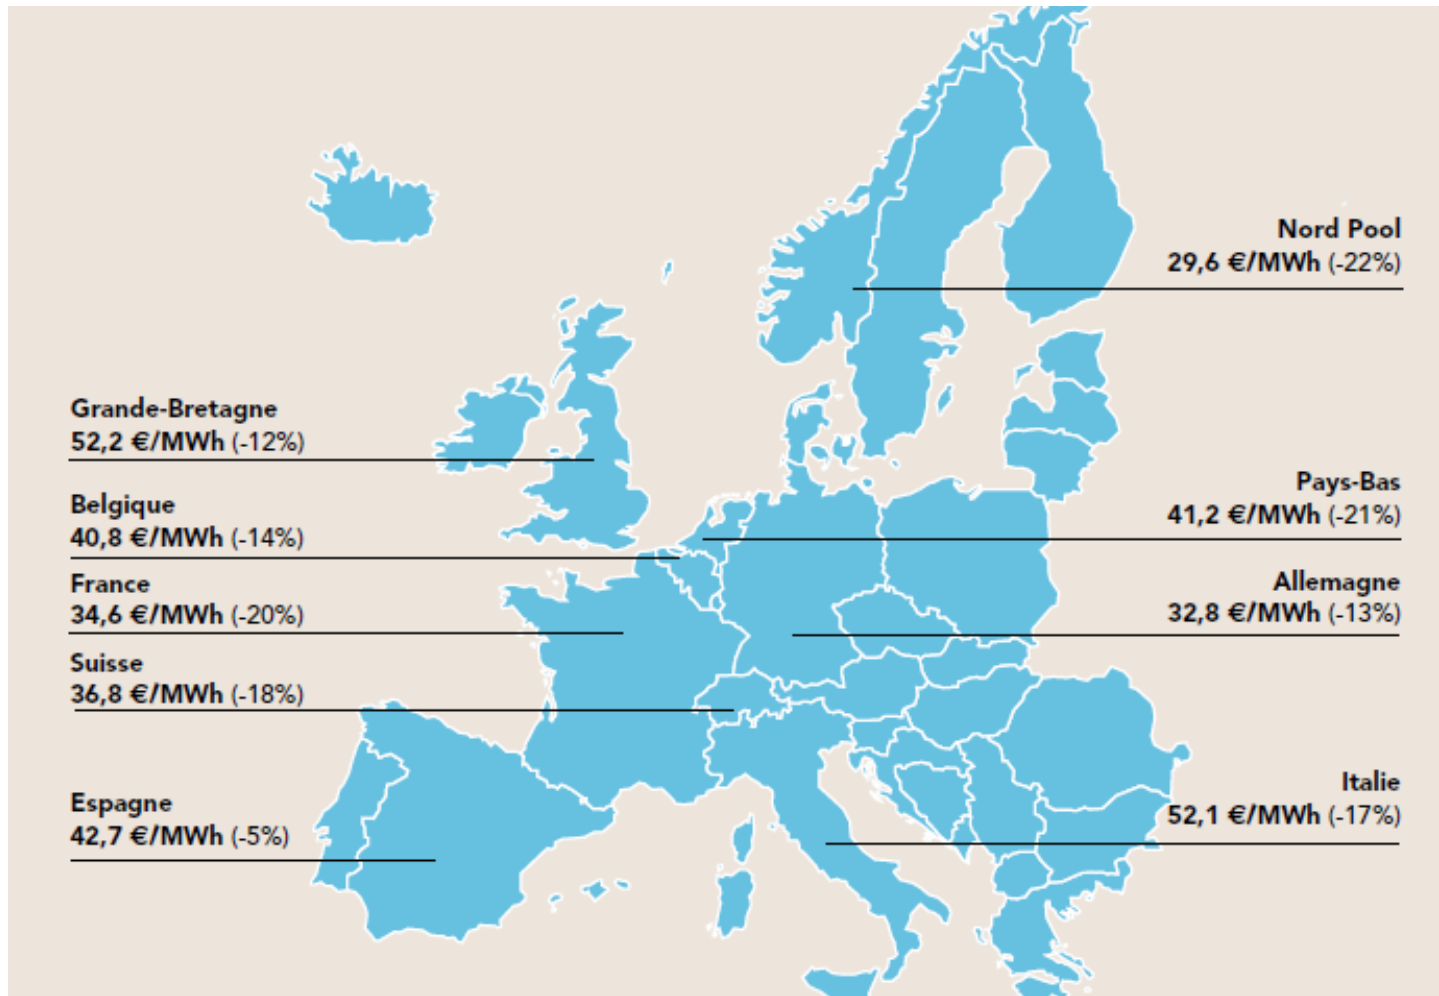 Nord Pool
29,6 €/MWh (-22%)
Grande-Bretagne
52,2 €/MWh (-12%)
Belgique
40,8 €/MWh (-14%)
Pays-Bas
41,2 €/MWh (-21%)
France
34,6 €/MWh (-20%)
Allemagne
32,8 €/MWh (-13%)
Suisse
36,8 €/MWh (-18%)
Espagne
42,7 €/MWh (-5%)
Italie
52,1 €/MWh (-17%)